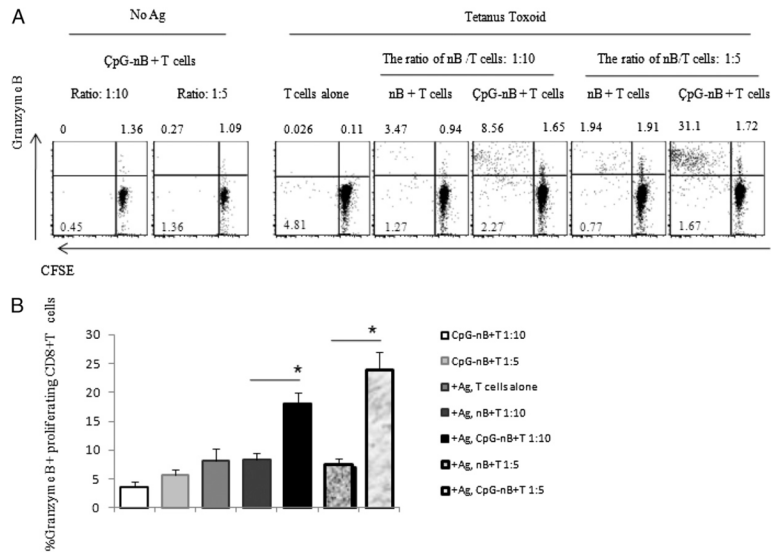 A
No Ag
Tetanus Toxoid
ÇpG-nB + T cells
The ratio of nB /T cells: 1:10
The ratio of nB/T cells: 1:5
Ratio: 1:10
Ratio: 1:5
T cells alone
nB + T cells
ÇpG-nB + T cells
nB + T cells
ÇpG-nB + T cells
Granzyme B
0
1.36
0.27
1.09
0.026
0.11
3.47
0.94
8.56
1.65
1.94
1.91
31.1
1.72
0.45
1.36
4.81
1.27
2.27
0.77
1.67
CFSE
B
%Granzyme B+ proliferating CD8+T cells
30
25
20
15
10
5
0
*
*
CpG-nB+T 1:10
CpG-nB+T 1:5
+Ag, T cells alone
+Ag, nB+T 1:10
+Ag, CpG-nB+T 1:10
+Ag, nB+T 1:5
+Ag, CpG-nB+T 1:5